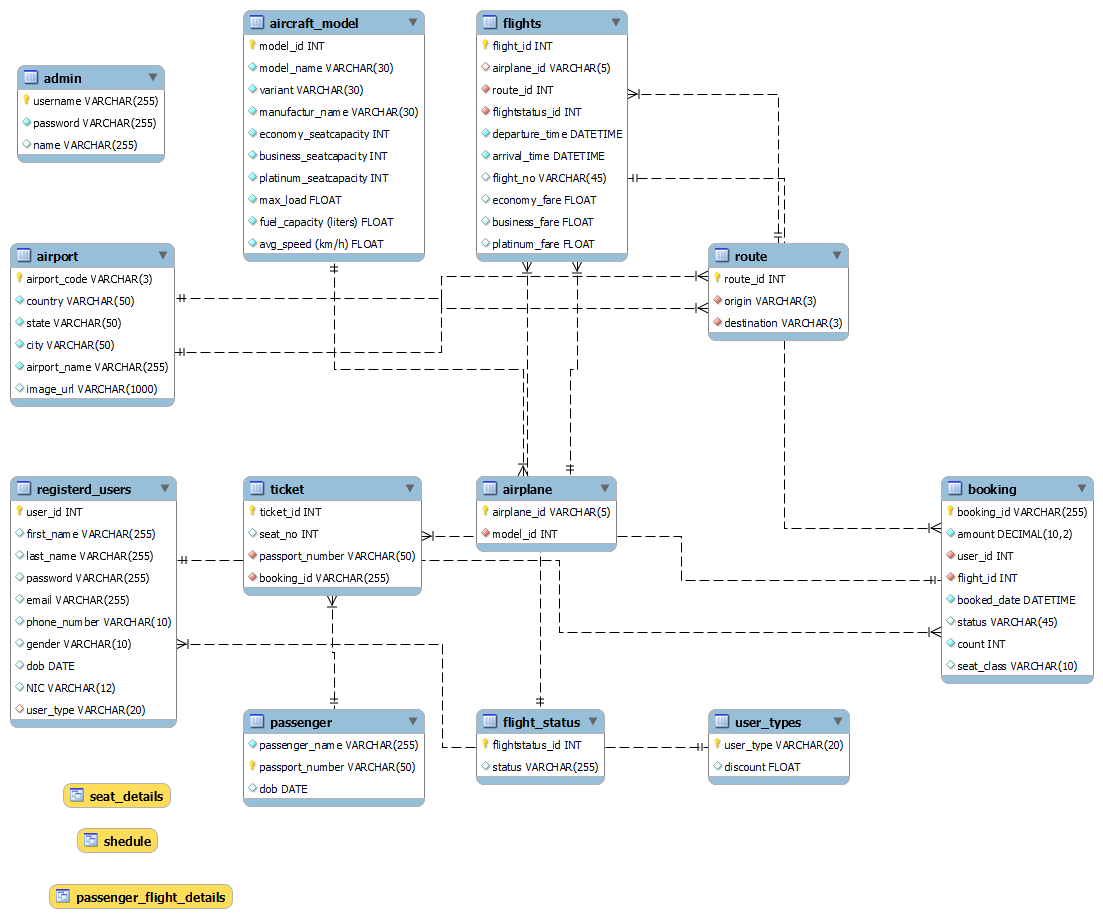 admin
username VARCHAR(255)
password VARCHAR(255)
name VARCHAR(255)
aircraft_model
model_id INT
model_name VARCHAR(30)
variant VARCHAR(30)
manufactur_name VARCHAR(30)
economy_seatcapacity INT
business_seatcapacity INT
platinum_seatcapacity INT
max_load FLOAT
fuel_capacity (liters) FLOAT
avg_speed (km/h) FLOAT
flights
flight_id INT
airplane_id VARCHAR(5)
route_id INT
flightstatus_id INT
departure_time DATETIME
arrival_time DATETIME
flight_no VARCHAR(45)
economy_fare FLOAT
business_fare FLOAT
platinum_fare FLOAT
airport
airport_code VARCHAR(3)
country VARCHAR(50)
state VARCHAR(50)
city VARCHAR(50)
airport_name VARCHAR(255)
image_url VARCHAR(1000)
route
route_id INT
origin VARCHAR(3)
destination VARCHAR(3)
registerd_users
user_id INT
first_name VARCHAR(255)
last_name VARCHAR(255)
password VARCHAR(255)
email VARCHAR(255)
phone_number VARCHAR(10)
gender VARCHAR(10)
dob DATE
NIC VARCHAR(12)
user_type VARCHAR(20)
ticket
ticket_id INT
seat_no INT
passport_number VARCHAR(50)
booking_id VARCHAR(255)
airplane
airplane_id VARCHAR(5)
model_id INT
booking
booking_id VARCHAR(255)
amount DECIMAL(10,2)
user_id INT
flight_id INT
booked_date DATETIME
status VARCHAR(45)
count INT
seat_class VARCHAR(10)
passenger
passenger_name VARCHAR(255)
passport_number VARCHAR(50)
dob DATE
flight_status
flightstatus_id INT
status VARCHAR(255)
user_types
user_type VARCHAR(20)
discount FLOAT
seat_details
shedule
passenger_flight_details